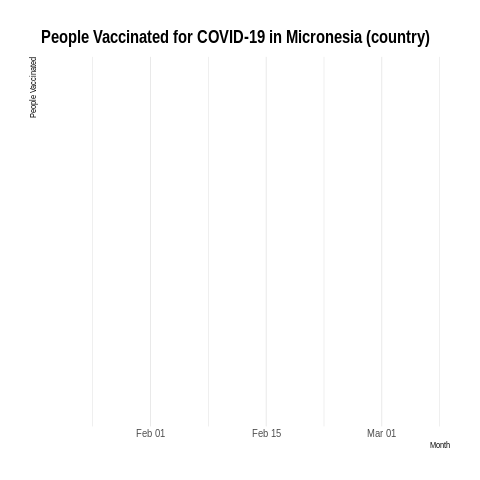 People Vaccinated for COVID-19 in Micronesia (country)
People Vaccinated
Feb 01
Feb 15
Mar 01
Month